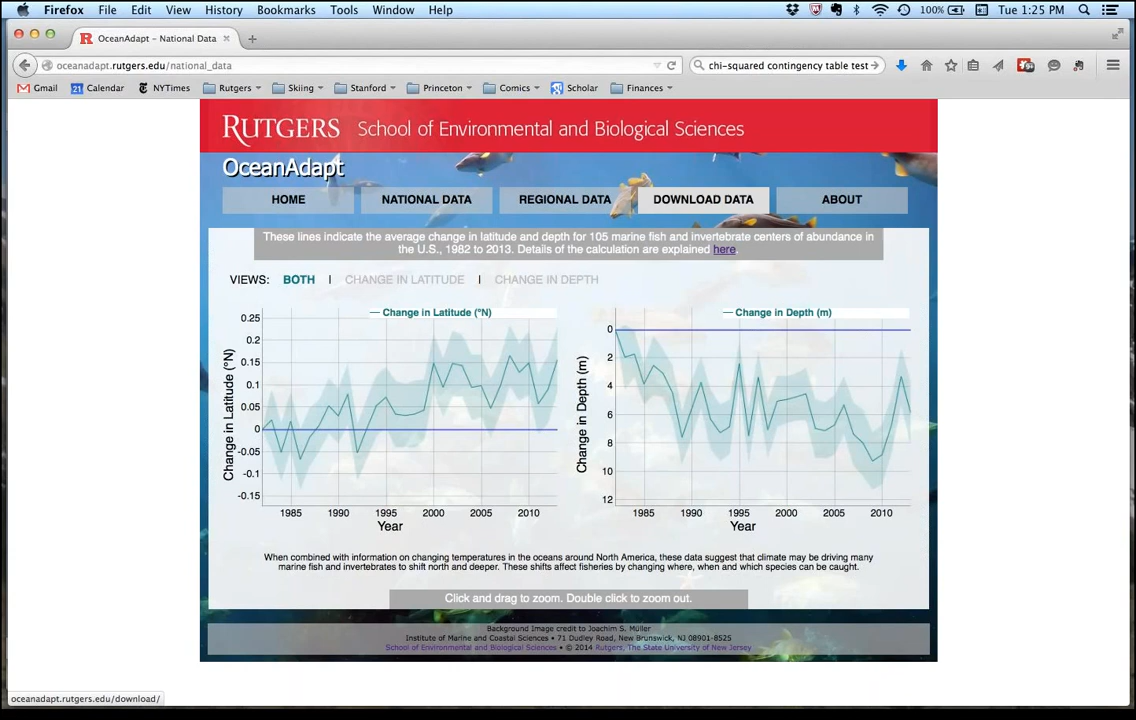 Firefox File Edit View History Bookmarks Tools Window Help 100% Tue 1:25 PM
OceanAdapt - National Data
oceanadapt.rutgers.edu/national_data
chi-squared contingency table test
Gmail Calendar NYTimes Rutgers Skiing Stanford Princeton Comics Scholar Finances
RUTGERS School of Environmental and Biological Sciences
OceanAdapt
HOME NATIONAL DATA REGIONAL DATA DOWNLOAD DATA ABOUT
These lines indicate the average change in latitude and depth for 105 marine fish and invertebrate centers of abundance in
the U.S., 1982 to 2013. Details of the calculation are explained here.
VIEWS: BOTH | CHANGE IN LATITUDE | CHANGE IN DEPTH
Change in Latitude (°N)
0.25
0.2
0.15
0.1
0.05
0
-0.05
-0.1
-0.15
Change in Latitude (°N)
1985 1990 1995 2000 2005 2010
Year
Change in Depth (m)
0
2
4
6
8
10
12
Change in Depth (m)
1985 1990 1995 2000 2005 2010
Year
When combined with information on changing temperatures in the oceans around North America, these data suggest that climate may be driving many
marine fish and invertebrates to shift north and deeper. These shifts affect fisheries by changing where, when and which species can be caught.
Click and drag to zoom. Double click to zoom out.
Background Image credit to Joachim S. Müller
Institute of Marine and Coastal Sciences • 71 Dudley Road, New Brunswick, NJ 08901-8525
School of Environmental and Biological Sciences • © 2014 Rutgers, The State University of New Jersey
oceanadapt.rutgers.edu/download/